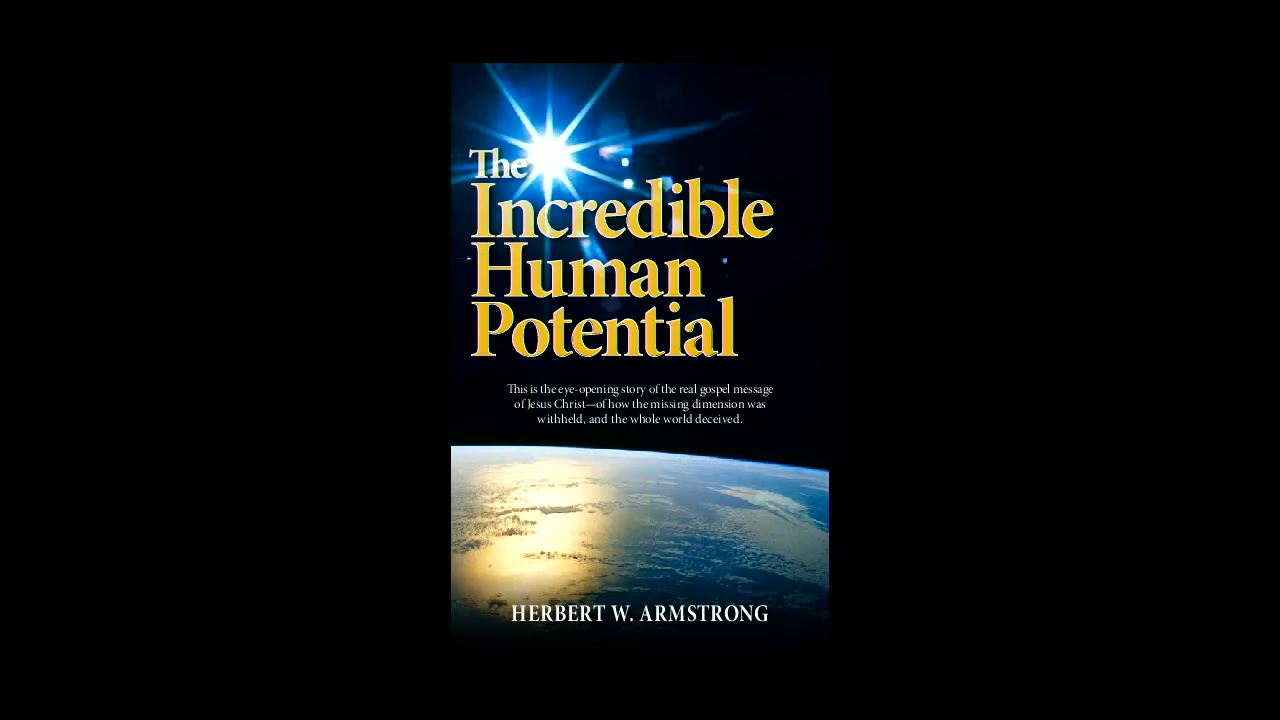 The
Incredible
Human
Potential
This is the eye-opening story of the real gospel message
of Jesus Christ—of how the missing dimension was
withheld, and the whole world deceived.
HERBERT W. ARMSTRONG